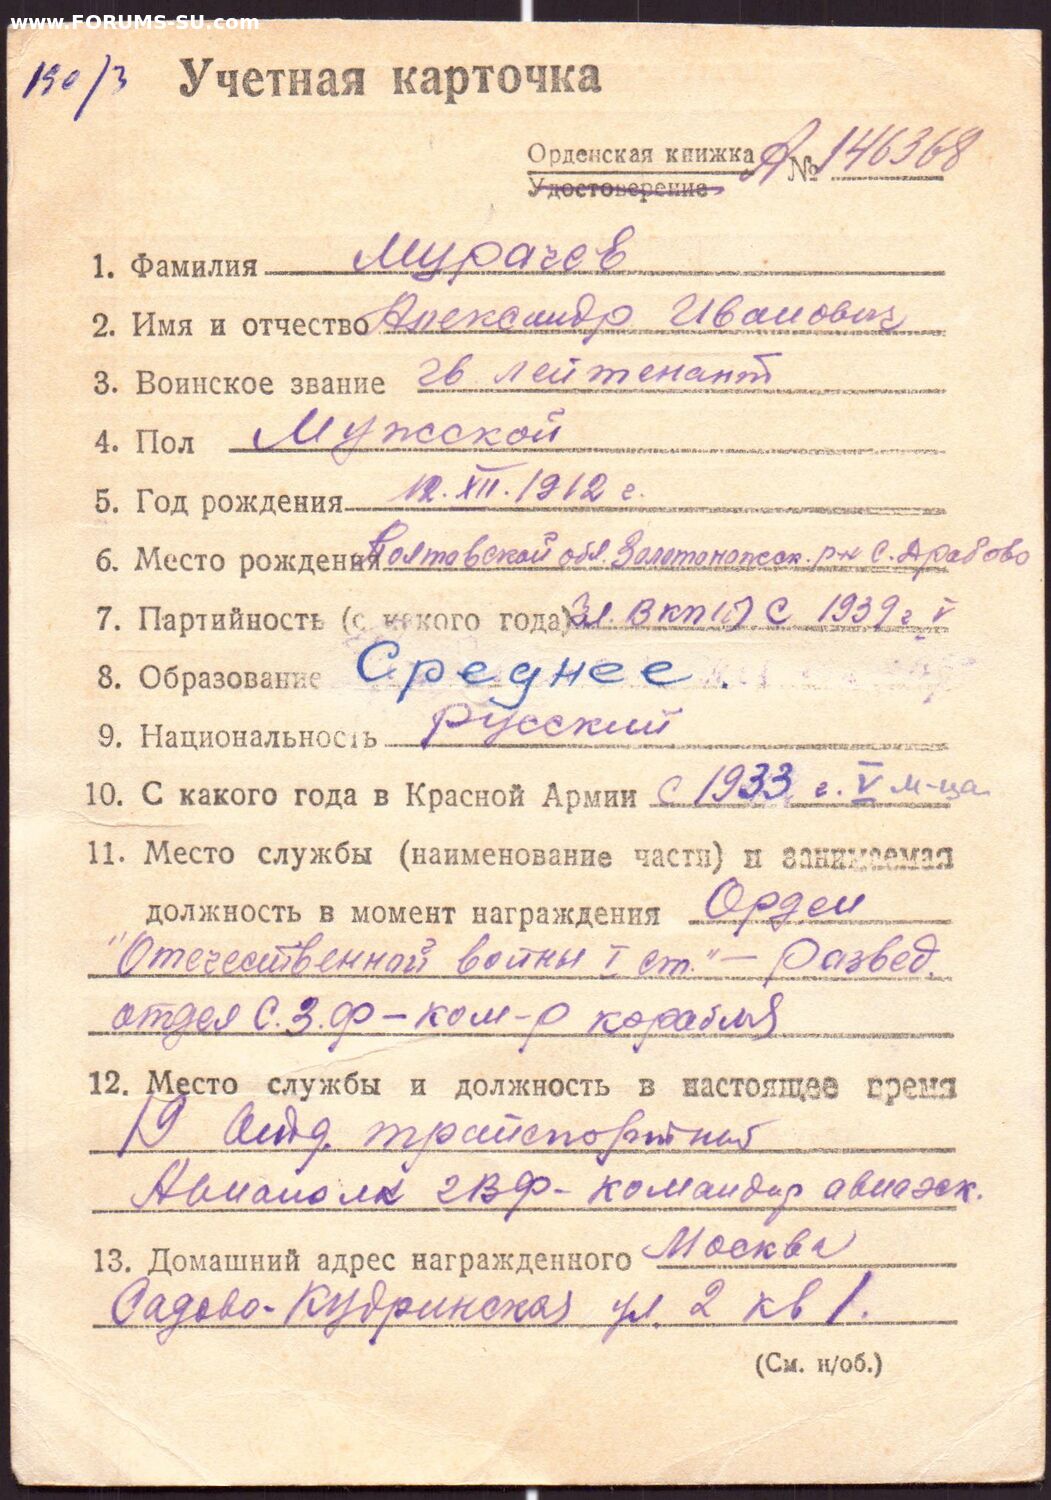 www.FORUMS-SU.com
190/3 Учетная карточка
Орденская книжка А № 146368
Удостоверение
1. Фамилия Мурачев
2. Имя и отчество Александр Иванович
3. Воинское звание гв лейтенант
4. Пол Мужской
5. Год рождения 12.XII.1912 г.
6. Место рождения Полтавской обл. Золотоношск. р-н С. Драбово
7. Партийность (с какого года) Чл. ВКП(б) с 1939 г V
8. Образование Среднее.
9. Национальность русский
10. С какого года в Красной Армии с 1933 г. V м-ца
11. Место службы (наименование части) и занимаемая
должность в момент награждения Орден
"Отечественной войны I ст." – Развед.
отдел С.З.Ф – ком-р корабля
12. Место службы и должность в настоящее время
19 Отд. транспортный
Авиаполк ГВФ – командир авиаэск.
13. Домашний адрес награжденного Москва
Садово-Кудринская ул. 2 кв 1.
(См. н/об.)